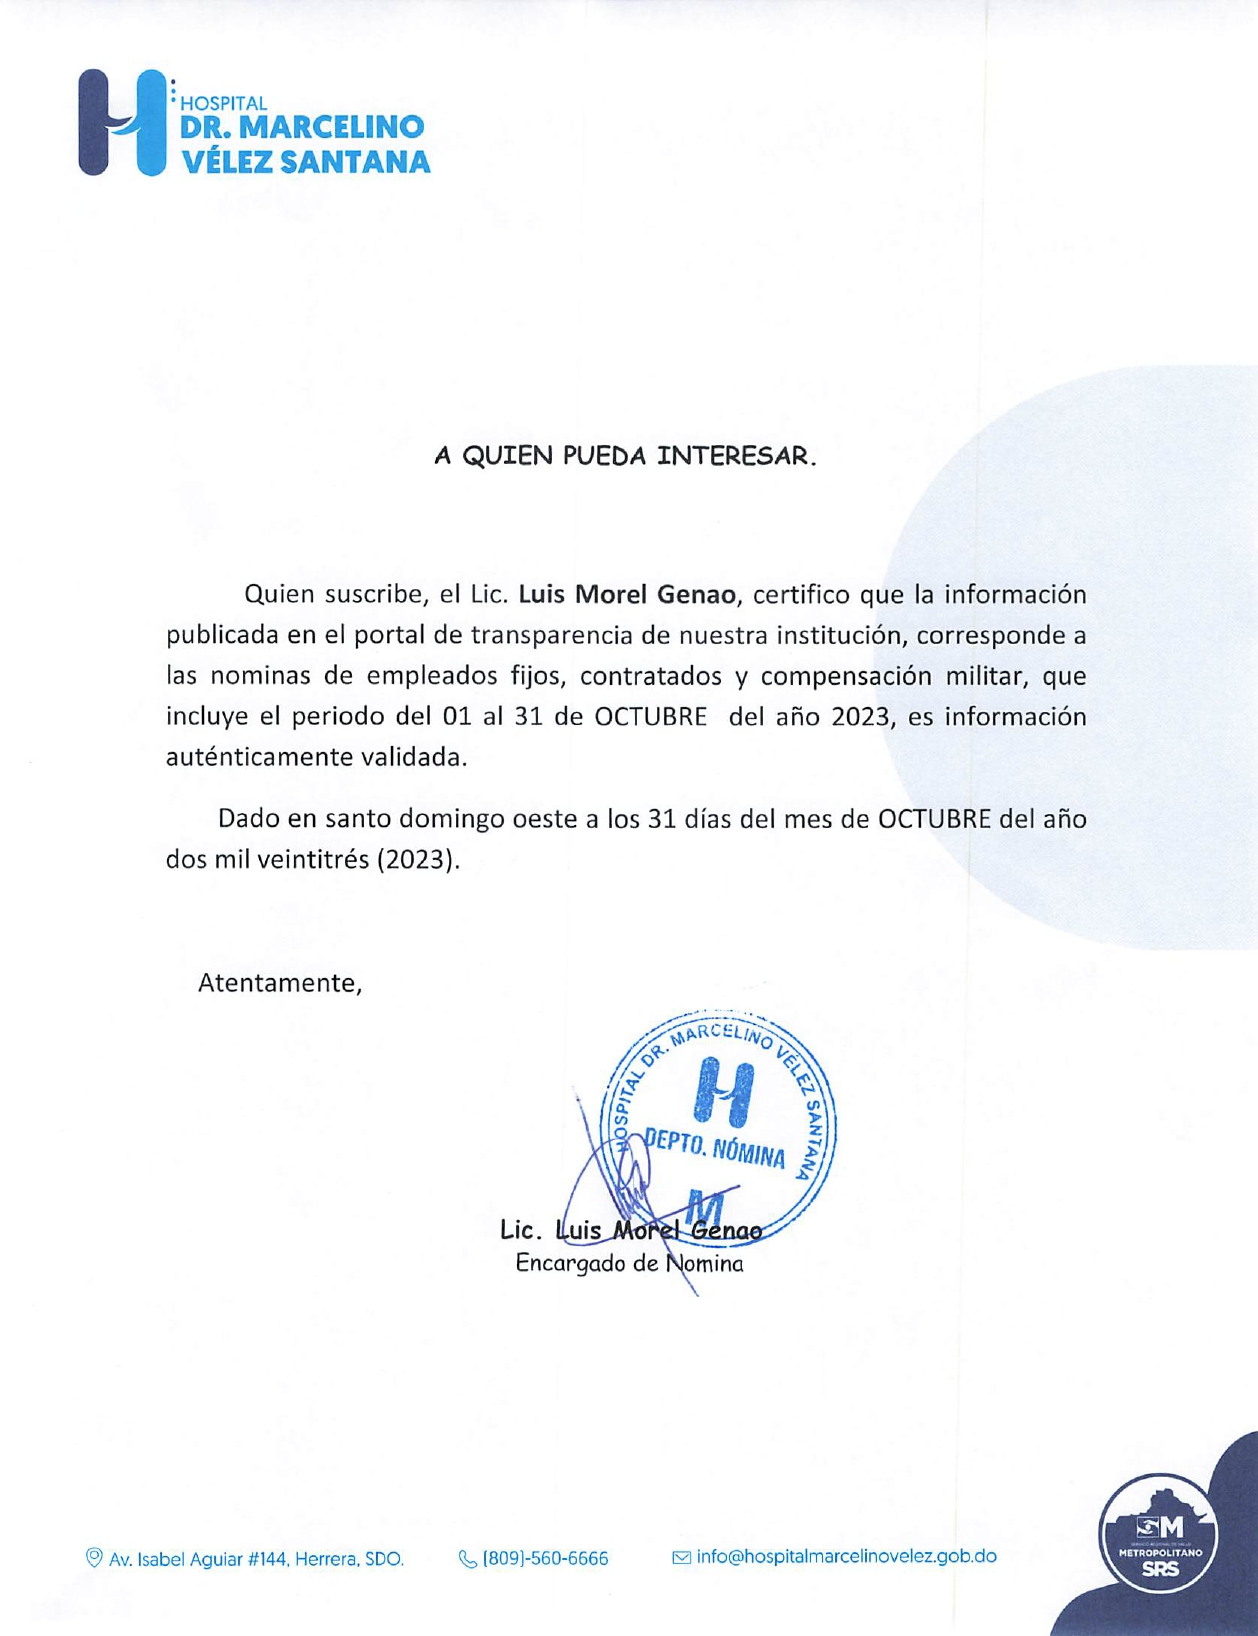 HOSPITAL
DR. MARCELINO
VÉLEZ SANTANA
A QUIEN PUEDA INTERESAR.
Quien suscribe, el Lic. Luis Morel Genao, certifico que la información
publicada en el portal de transparencia de nuestra institución, corresponde a
las nominas de empleados fijos, contratados y compensación militar, que
incluye el periodo del 01 al 31 de OCTUBRE del año 2023, es información
auténticamente validada.
Dado en santo domingo oeste a los 31 días del mes de OCTUBRE del año
dos mil veintitrés (2023).
Atentamente,
HOSPITAL DR. MARCELINO VÉLEZ SANTANA
DEPTO. NÓMINA
M
Lic. Luis Morel Genao
Encargado de Nomina
Av. Isabel Aguiar #144, Herrera, SDO.
(809)-560-6666
info@hospitalmarcelinovelez.gob.do
SM
METROPOLITANO
SRS